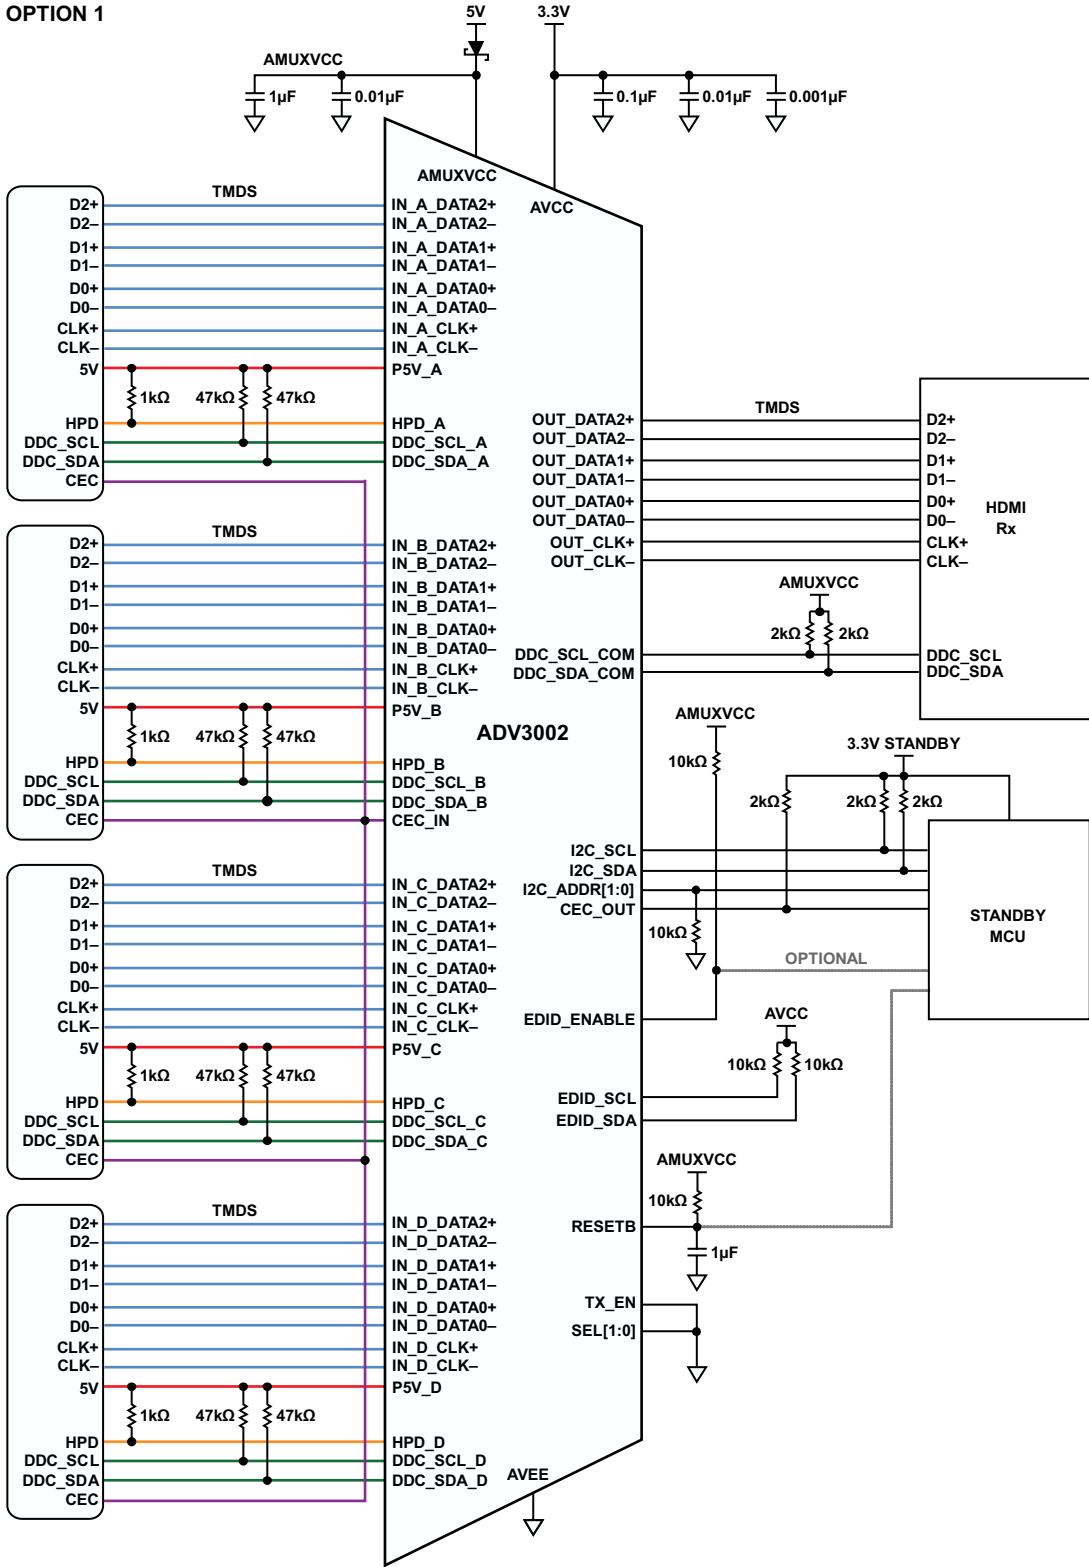 OPTION 1
5V 3.3V
AMUXVCC
1µF 0.01µF 0.1µF 0.01µF 0.001µF
AMUXVCC
AVCC
TMDS
D2+ IN_A_DATA2+
D2– IN_A_DATA2–
D1+ IN_A_DATA1+
D1– IN_A_DATA1–
D0+ IN_A_DATA0+
D0– IN_A_DATA0–
CLK+ IN_A_CLK+
CLK– IN_A_CLK–
5V P5V_A
1kΩ 47kΩ 47kΩ
HPD HPD_A
DDC_SCL DDC_SCL_A
DDC_SDA DDC_SDA_A
CEC
TMDS
D2+ IN_B_DATA2+
D2– IN_B_DATA2–
D1+ IN_B_DATA1+
D1– IN_B_DATA1–
D0+ IN_B_DATA0+
D0– IN_B_DATA0–
CLK+ IN_B_CLK+
CLK– IN_B_CLK–
5V P5V_B
1kΩ 47kΩ 47kΩ
HPD HPD_B
DDC_SCL DDC_SCL_B
DDC_SDA DDC_SDA_B
CEC CEC_IN
TMDS
D2+ IN_C_DATA2+
D2– IN_C_DATA2–
D1+ IN_C_DATA1+
D1– IN_C_DATA1–
D0+ IN_C_DATA0+
D0– IN_C_DATA0–
CLK+ IN_C_CLK+
CLK– IN_C_CLK–
5V P5V_C
1kΩ 47kΩ 47kΩ
HPD HPD_C
DDC_SCL DDC_SCL_C
DDC_SDA DDC_SDA_C
CEC
TMDS
D2+ IN_D_DATA2+
D2– IN_D_DATA2–
D1+ IN_D_DATA1+
D1– IN_D_DATA1–
D0+ IN_D_DATA0+
D0– IN_D_DATA0–
CLK+ IN_D_CLK+
CLK– IN_D_CLK–
5V P5V_D
1kΩ 47kΩ 47kΩ
HPD HPD_D
DDC_SCL DDC_SCL_D
DDC_SDA DDC_SDA_D
CEC
ADV3002
AVEE
TMDS
OUT_DATA2+ D2+
OUT_DATA2– D2–
OUT_DATA1+ D1+
OUT_DATA1– D1–
OUT_DATA0+ D0+
OUT_DATA0– D0–
OUT_CLK+ CLK+
OUT_CLK– CLK–
HDMI
Rx
AMUXVCC
2kΩ 2kΩ
DDC_SCL_COM DDC_SCL
DDC_SDA_COM DDC_SDA
AMUXVCC
10kΩ
3.3V STANDBY
2kΩ 2kΩ 2kΩ
I2C_SCL
I2C_SDA
I2C_ADDR[1:0]
CEC_OUT
10kΩ
STANDBY
MCU
OPTIONAL
EDID_ENABLE
AVCC
10kΩ 10kΩ
EDID_SCL
EDID_SDA
AMUXVCC
10kΩ
RESETB
1µF
TX_EN
SEL[1:0]